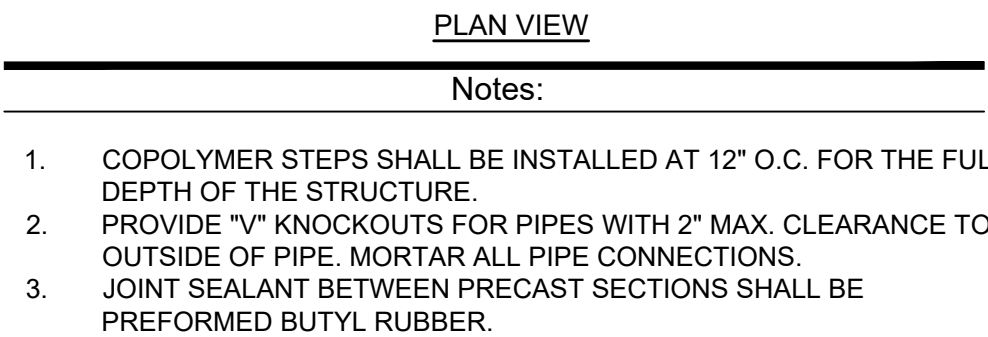 PLAN VIEW
Notes:
1. COPOLYMER STEPS SHALL BE INSTALLED AT 12" O.C. FOR THE FUL
DEPTH OF THE STRUCTURE.
2. PROVIDE "V" KNOCKOUTS FOR PIPES WITH 2" MAX. CLEARANCE TO
OUTSIDE OF PIPE. MORTAR ALL PIPE CONNECTIONS.
3. JOINT SEALANT BETWEEN PRECAST SECTIONS SHALL BE
PREFORMED BUTYL RUBBER.